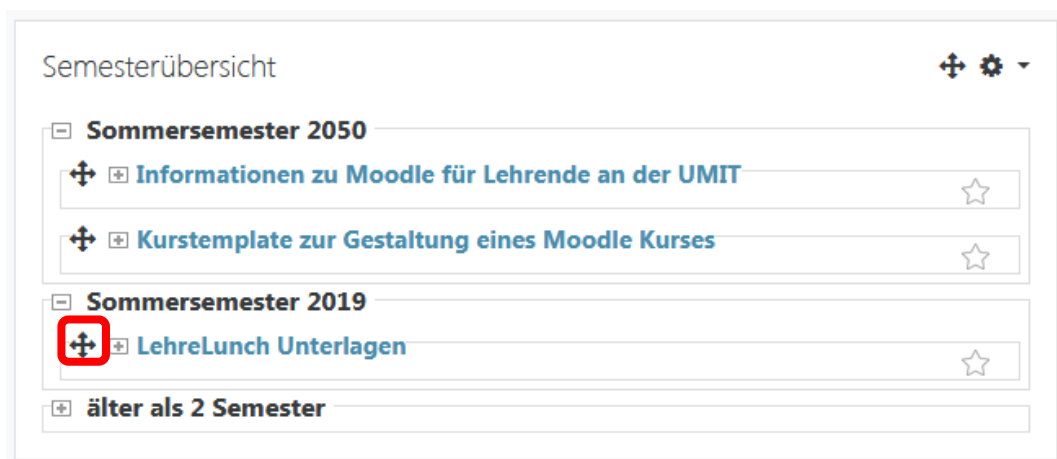 Semesterübersicht
Sommersemester 2050
Informationen zu Moodle für Lehrende an der UMIT
Kurstemplate zur Gestaltung eines Moodle Kurses
Sommersemester 2019
LehreLunch Unterlagen
älter als 2 Semester